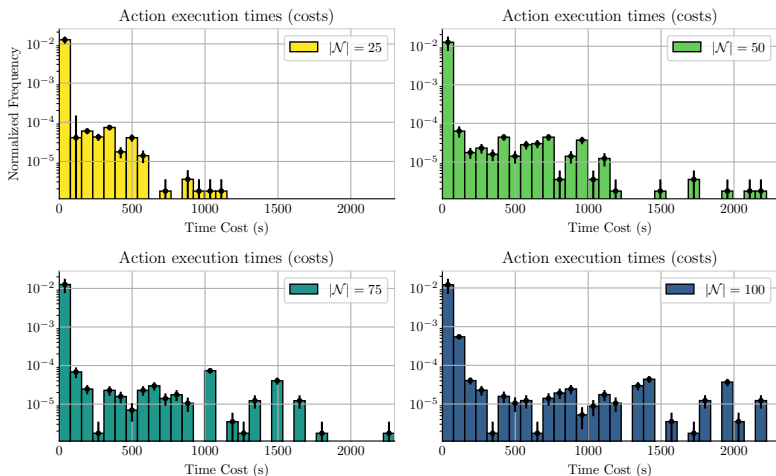 Action execution times (costs)
Action execution times (costs)
|N| = 25
|N| = 50
Normalized Frequency
10⁻²
10⁻³
10⁻⁴
10⁻⁵
10⁻²
10⁻³
10⁻⁴
10⁻⁵
0 500 1000 1500 2000
0 500 1000 1500 2000
Time Cost (s)
Time Cost (s)
Action execution times (costs)
Action execution times (costs)
|N| = 75
|N| = 100
10⁻²
10⁻³
10⁻⁴
10⁻⁵
10⁻²
10⁻³
10⁻⁴
10⁻⁵
0 500 1000 1500 2000
0 500 1000 1500 2000
Time Cost (s)
Time Cost (s)